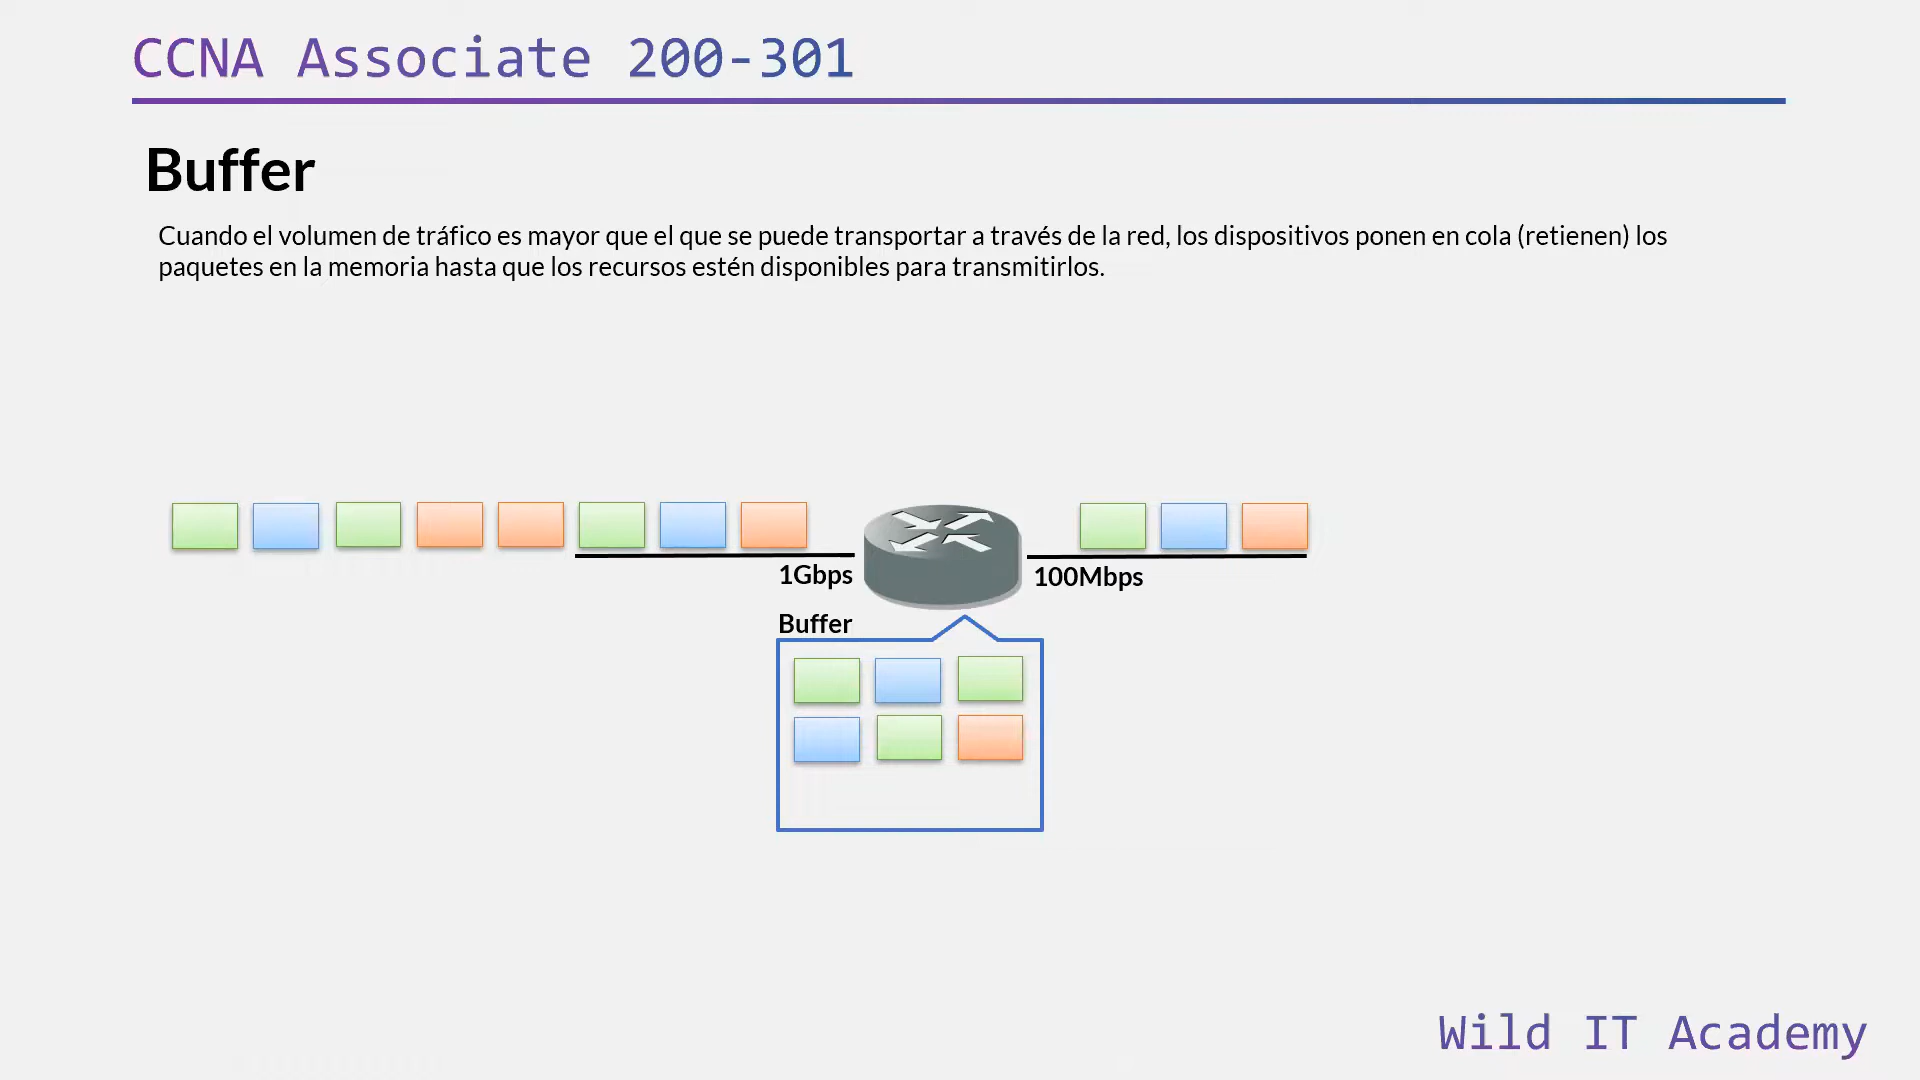 CCNA Associate 200-301
Buffer
Cuando el volumen de tráfico es mayor que el que se puede transportar a través de la red, los dispositivos ponen en cola (retienen) los
paquetes en la memoria hasta que los recursos estén disponibles para transmitirlos.
1Gbps
100Mbps
Buffer
Wild IT Academy